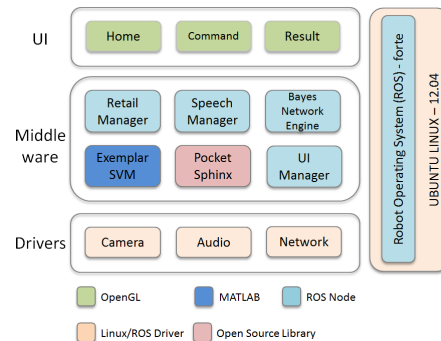 UI
Home
Command
Result
Middle
ware
Retail
Manager
Speech
Manager
Bayes
Network
Engine
Exemplar
SVM
Pocket
Sphinx
UI
Manager
Drivers
Camera
Audio
Network
Robot Operating System (ROS) - forte
UBUNTU LINUX – 12.04
OpenGL
MATLAB
ROS Node
Linux/ROS Driver
Open Source Library